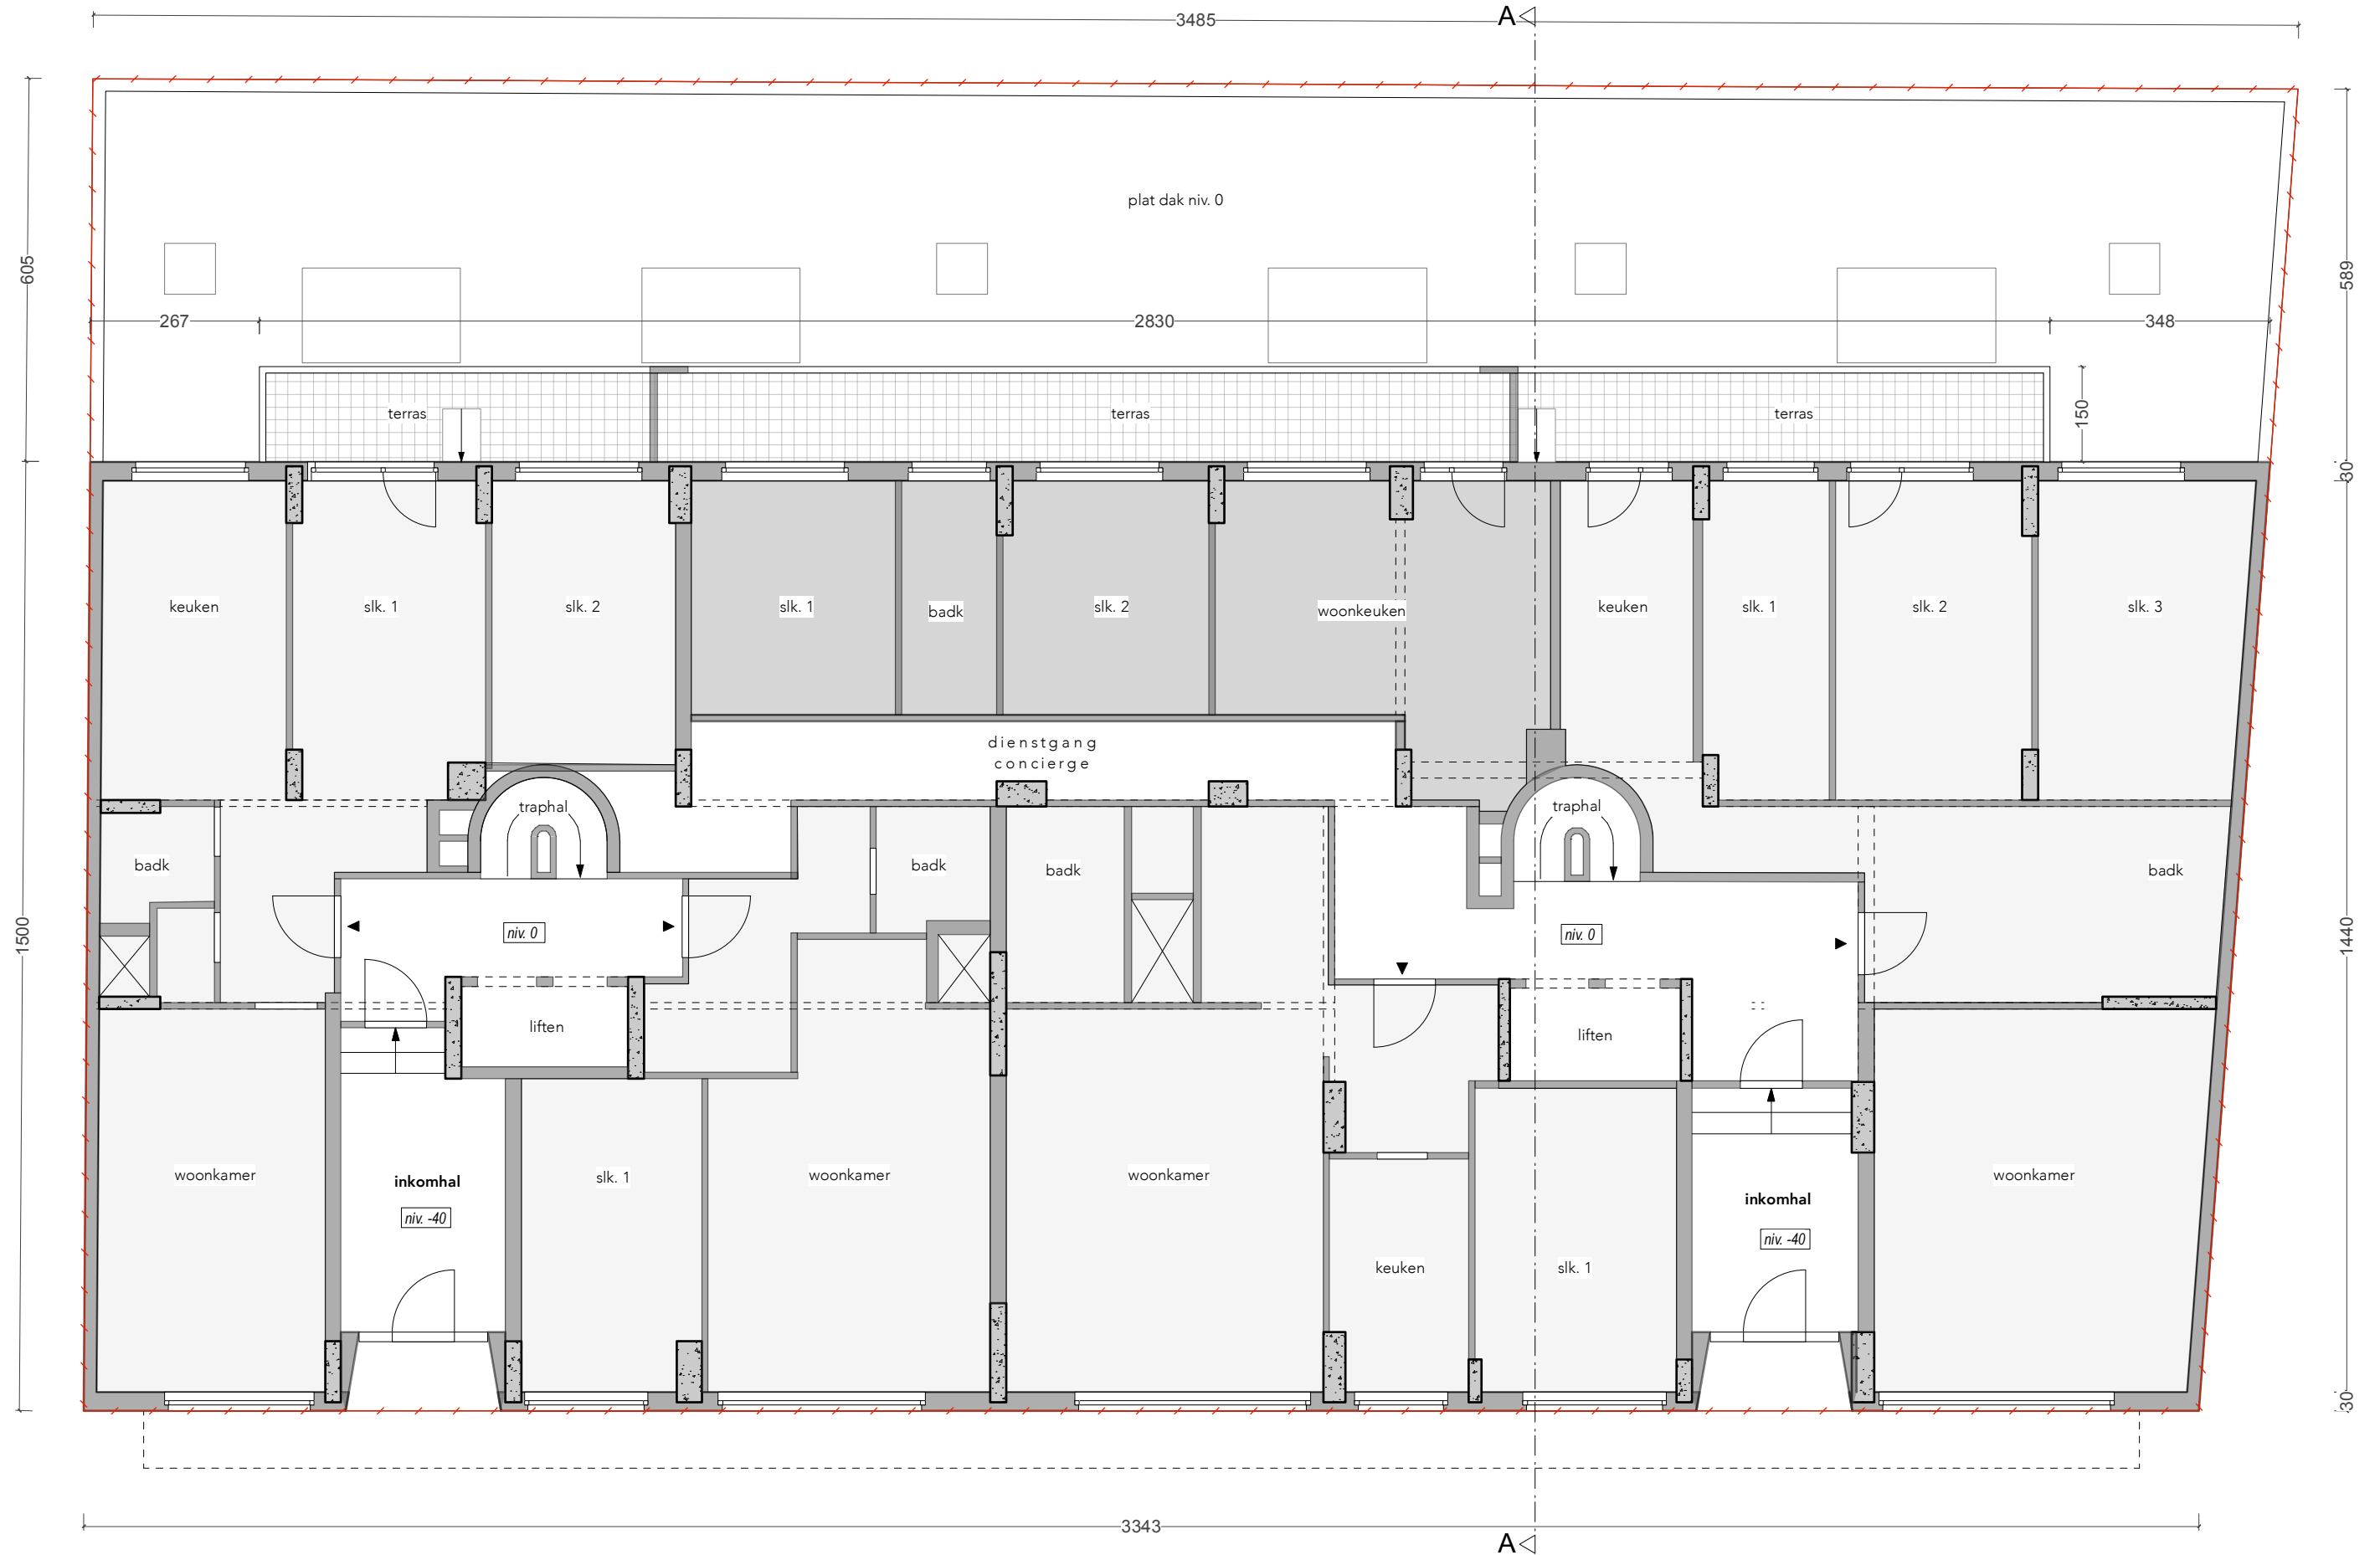 3485
A
plat dak niv. 0
605
589
267
2830
348
terras
terras
terras
150
30
keuken
slk. 1
slk. 2
slk. 1
badk
slk. 2
woonkeuken
keuken
slk. 1
slk. 2
slk. 3
dienstgang
concierge
traphal
traphal
badk
badk
badk
badk
niv. 0
niv. 0
1500
1440
liften
liften
woonkamer
inkomhal
niv. -40
slk. 1
woonkamer
woonkamer
keuken
slk. 1
inkomhal
niv. -40
woonkamer
30
3343
A